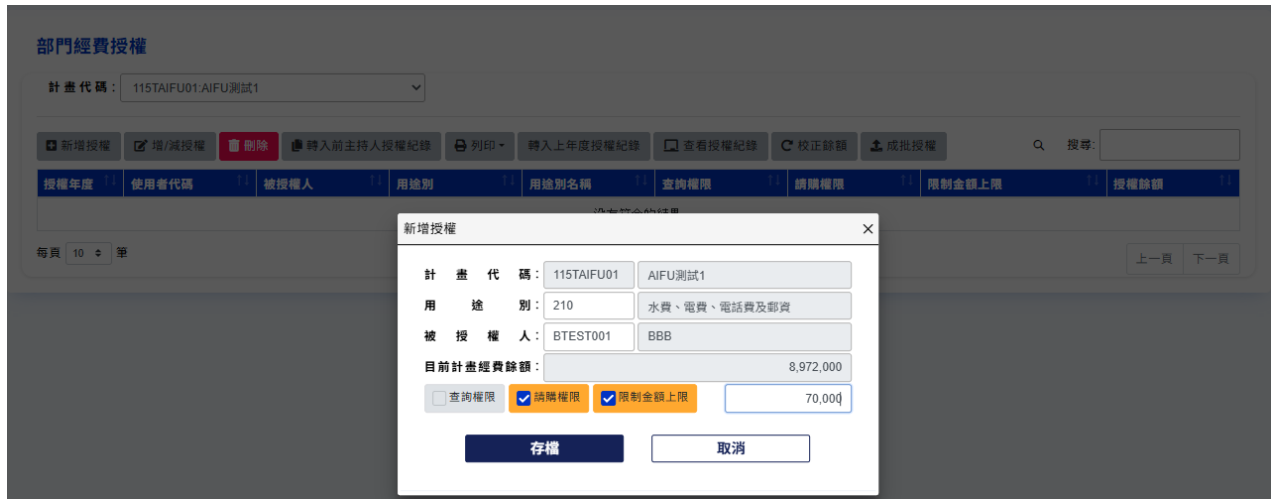 部門經費授權
計畫代碼： 115TAIFU01:AIFU測試1
新增授權 增/減授權 刪除 轉入前主持人授權紀錄 列印 轉入上年度授權紀錄 查看授權紀錄 校正餘額 成批授權 搜尋:
授權年度 使用者代碼 被授權人 用途別 用途別名稱 查詢權限 請購權限 限制金額上限 授權餘額
沒有符合的結果
每頁 10 筆 上一頁 下一頁
新增授權
計畫代碼： 115TAIFU01 AIFU測試1
用途別： 210 水費、電費、電話費及郵資
被授權人： BTEST001 BBB
目前計畫經費餘額： 8,972,000
查詢權限 請購權限 限制金額上限 70,000
存檔 取消